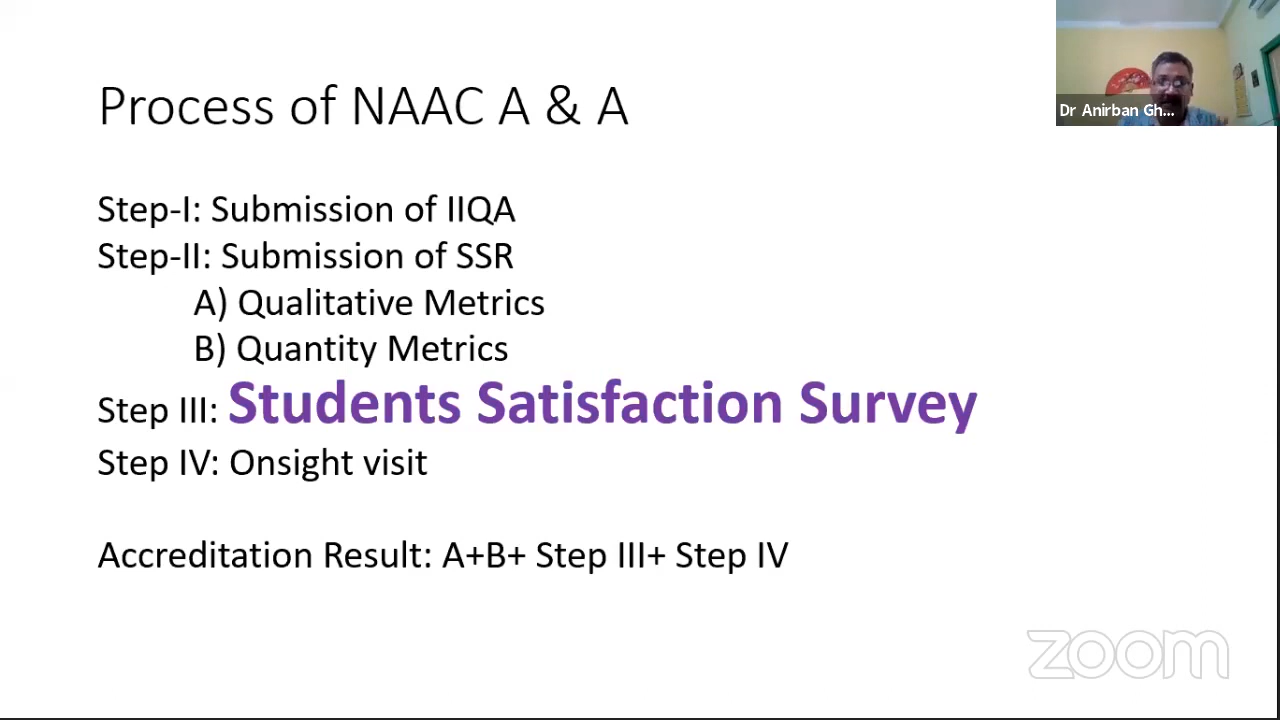 Process of NAAC A & A
Dr Anirban Gh...
Step-I: Submission of IIQA
Step-II: Submission of SSR
A) Qualitative Metrics
B) Quantity Metrics
Step III: Students Satisfaction Survey
Step IV: Onsight visit
Accreditation Result: A+B+ Step III+ Step IV
zoom